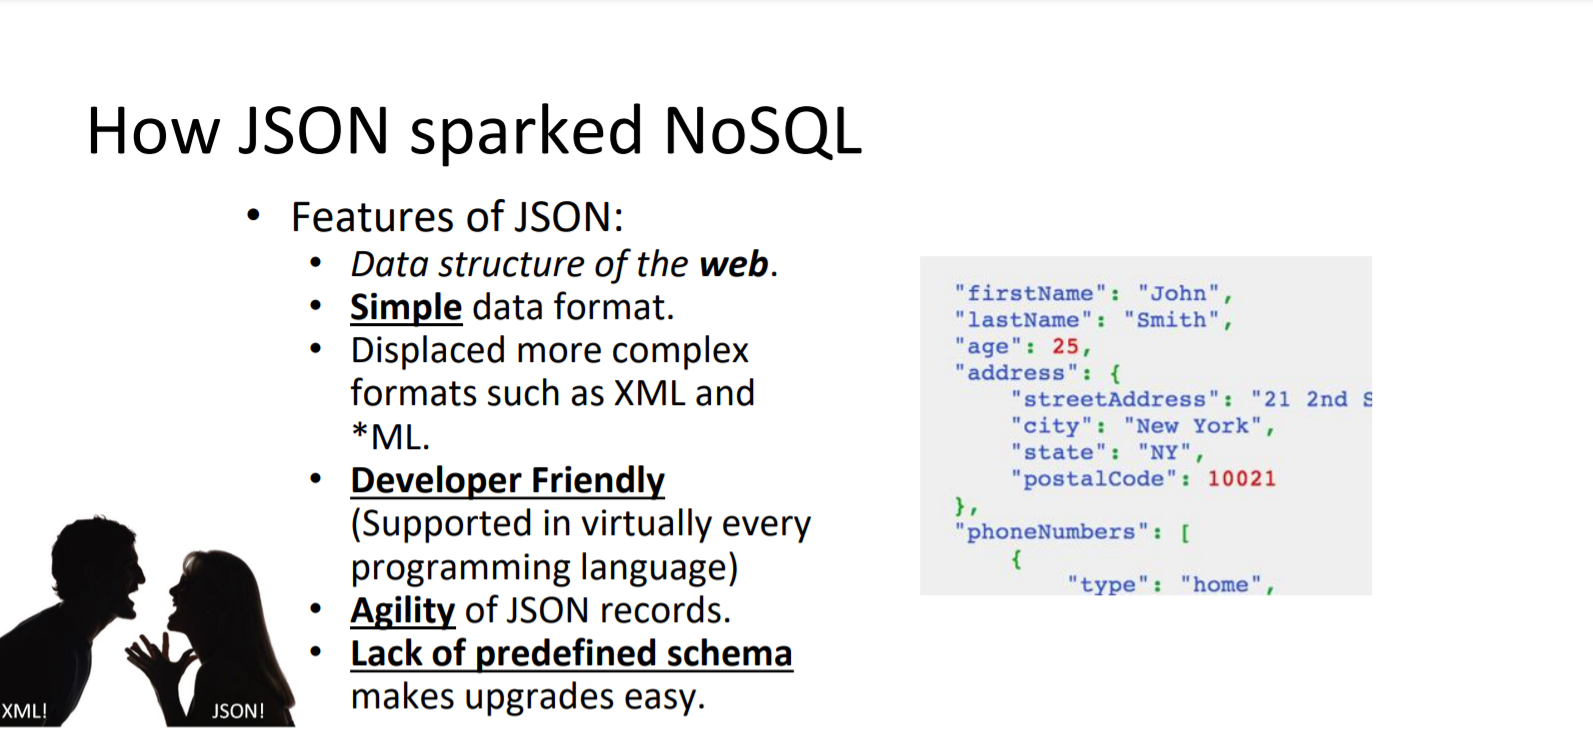 How JSON sparked NoSQL
• Features of JSON:
• Data structure of the web.
• Simple data format.
• Displaced more complex
formats such as XML and
*ML.
• Developer Friendly
(Supported in virtually every
programming language)
• Agility of JSON records.
• Lack of predefined schema
makes upgrades easy.
XML!
JSON!
"firstName": "John",
"lastName": "Smith",
"age": 25,
"address": {
"streetAddress": "21 2nd S
"city": "New York",
"state": "NY",
"postalCode": 10021
},
"phoneNumbers": [
{
"type": "home",